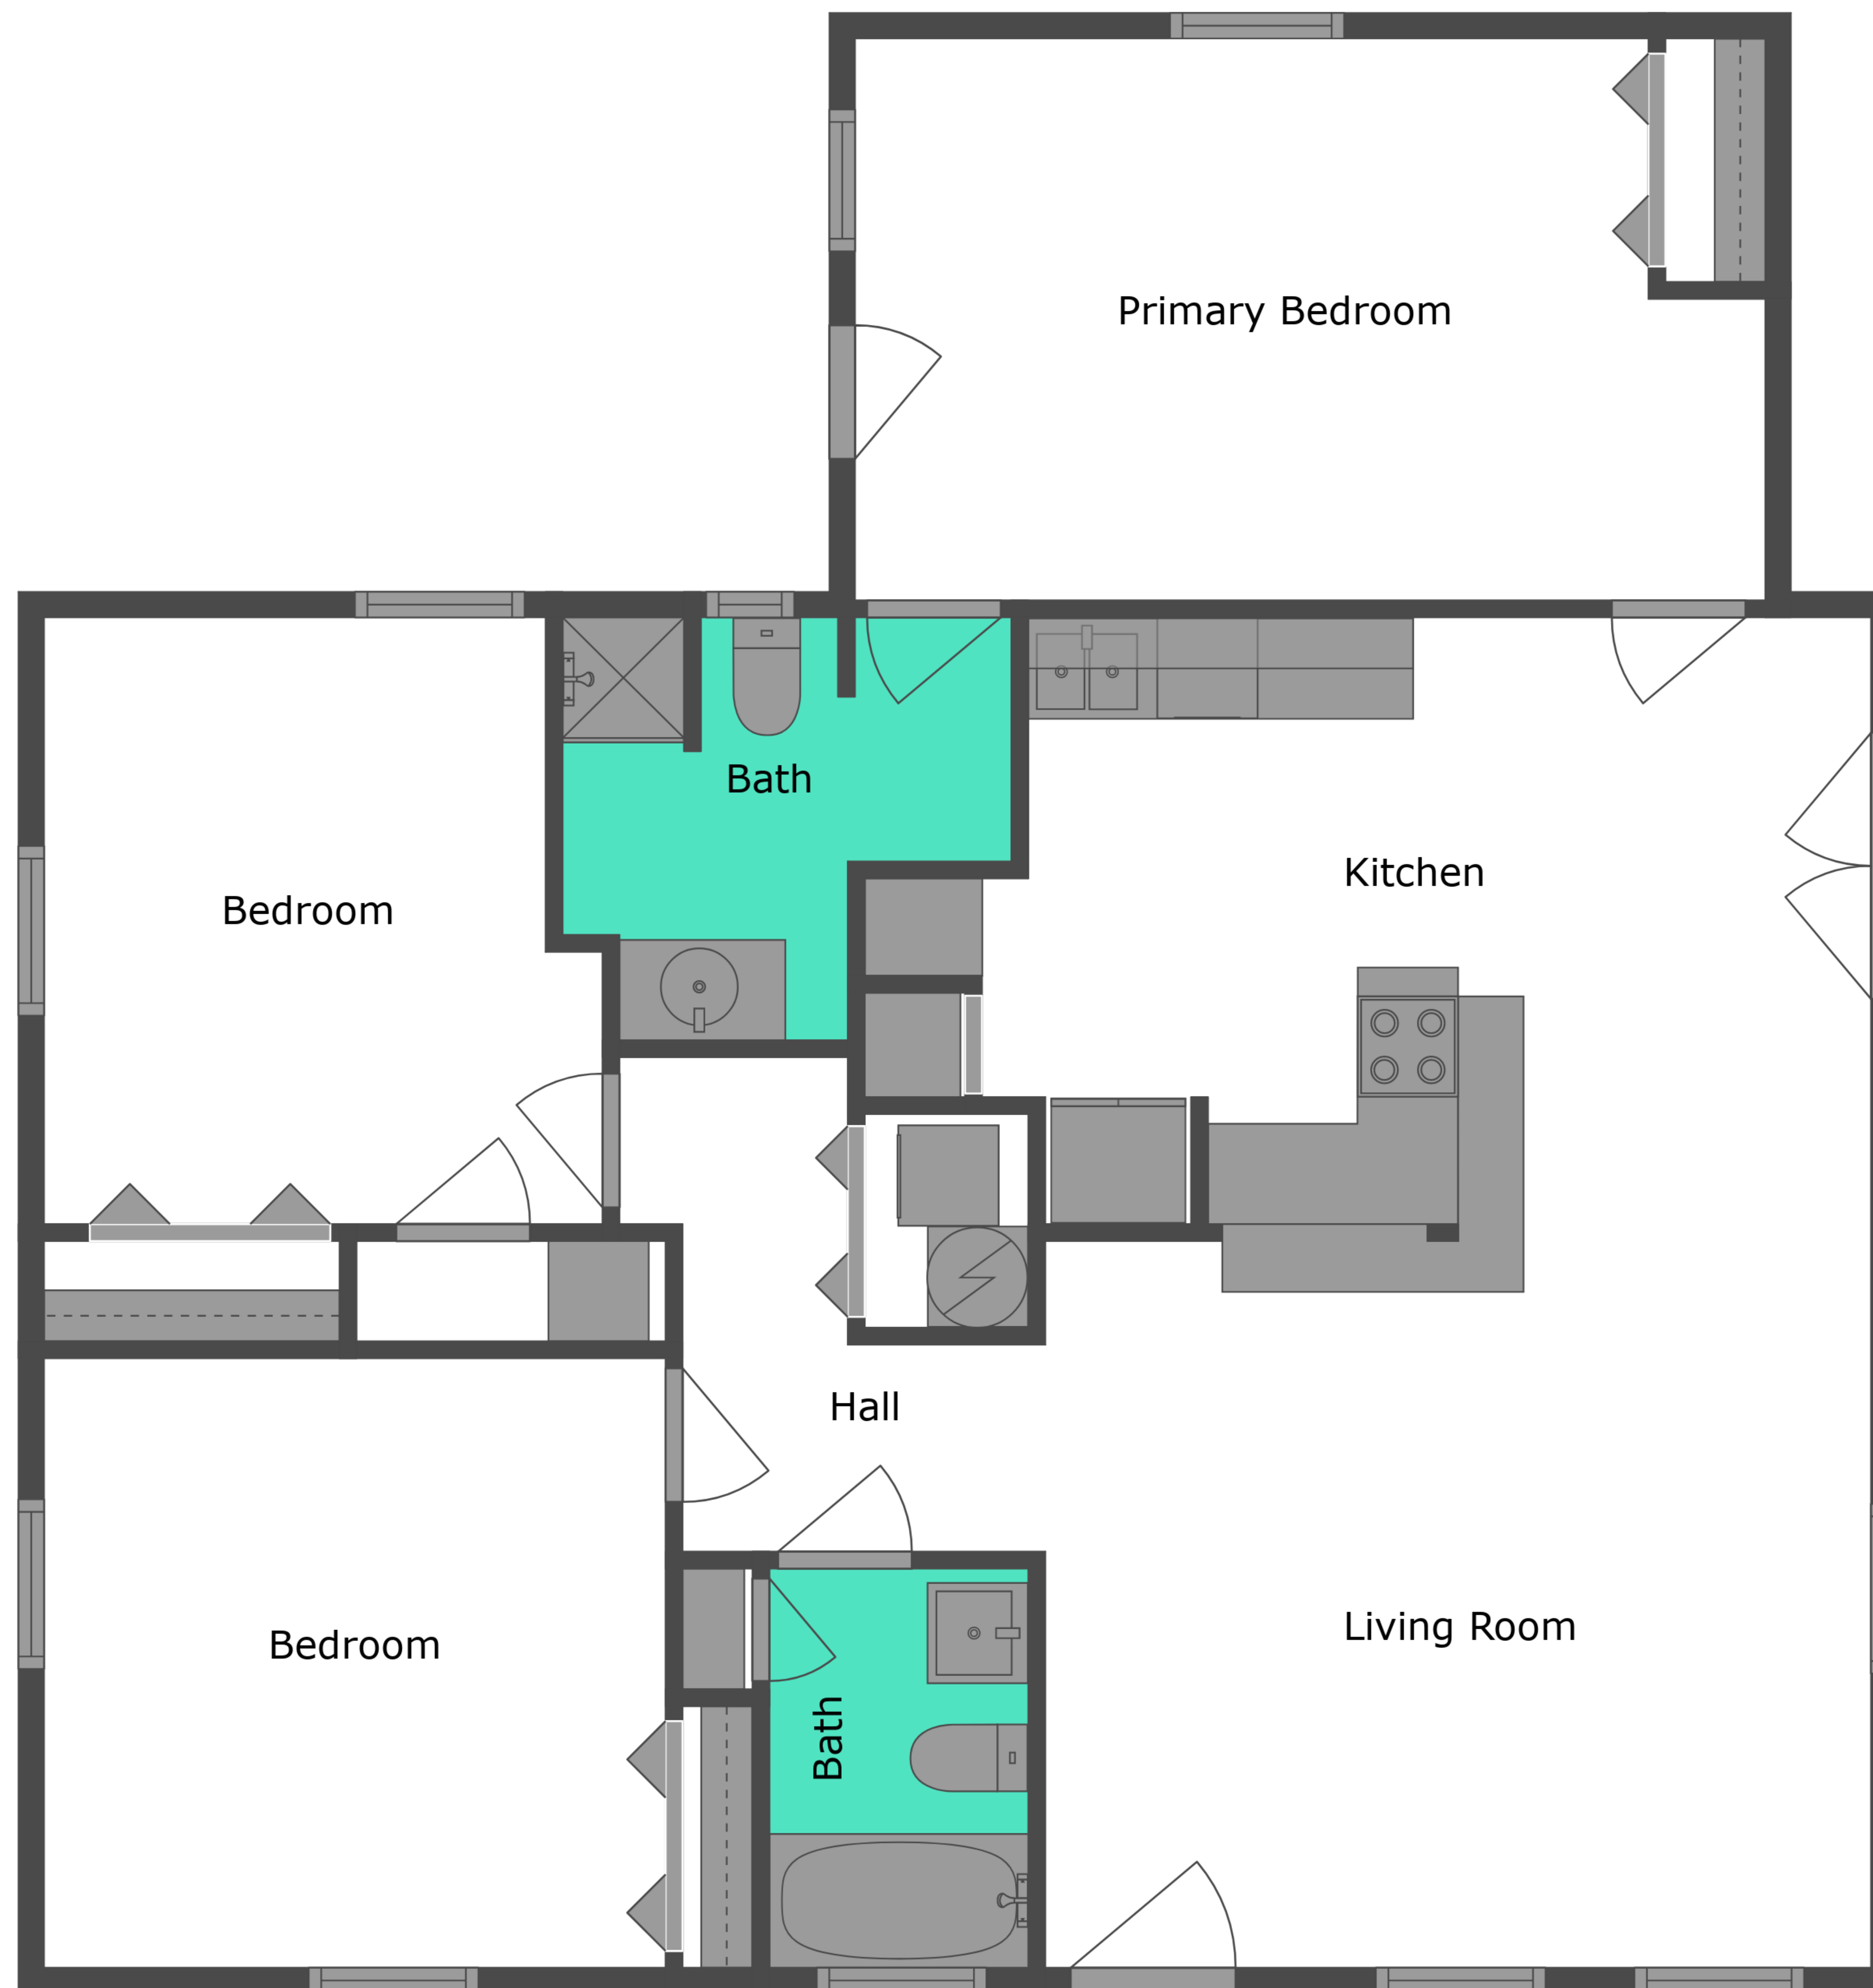 Primary Bedroom
Bath
Kitchen
Bedroom
Hall
Living Room
Bedroom
Bath